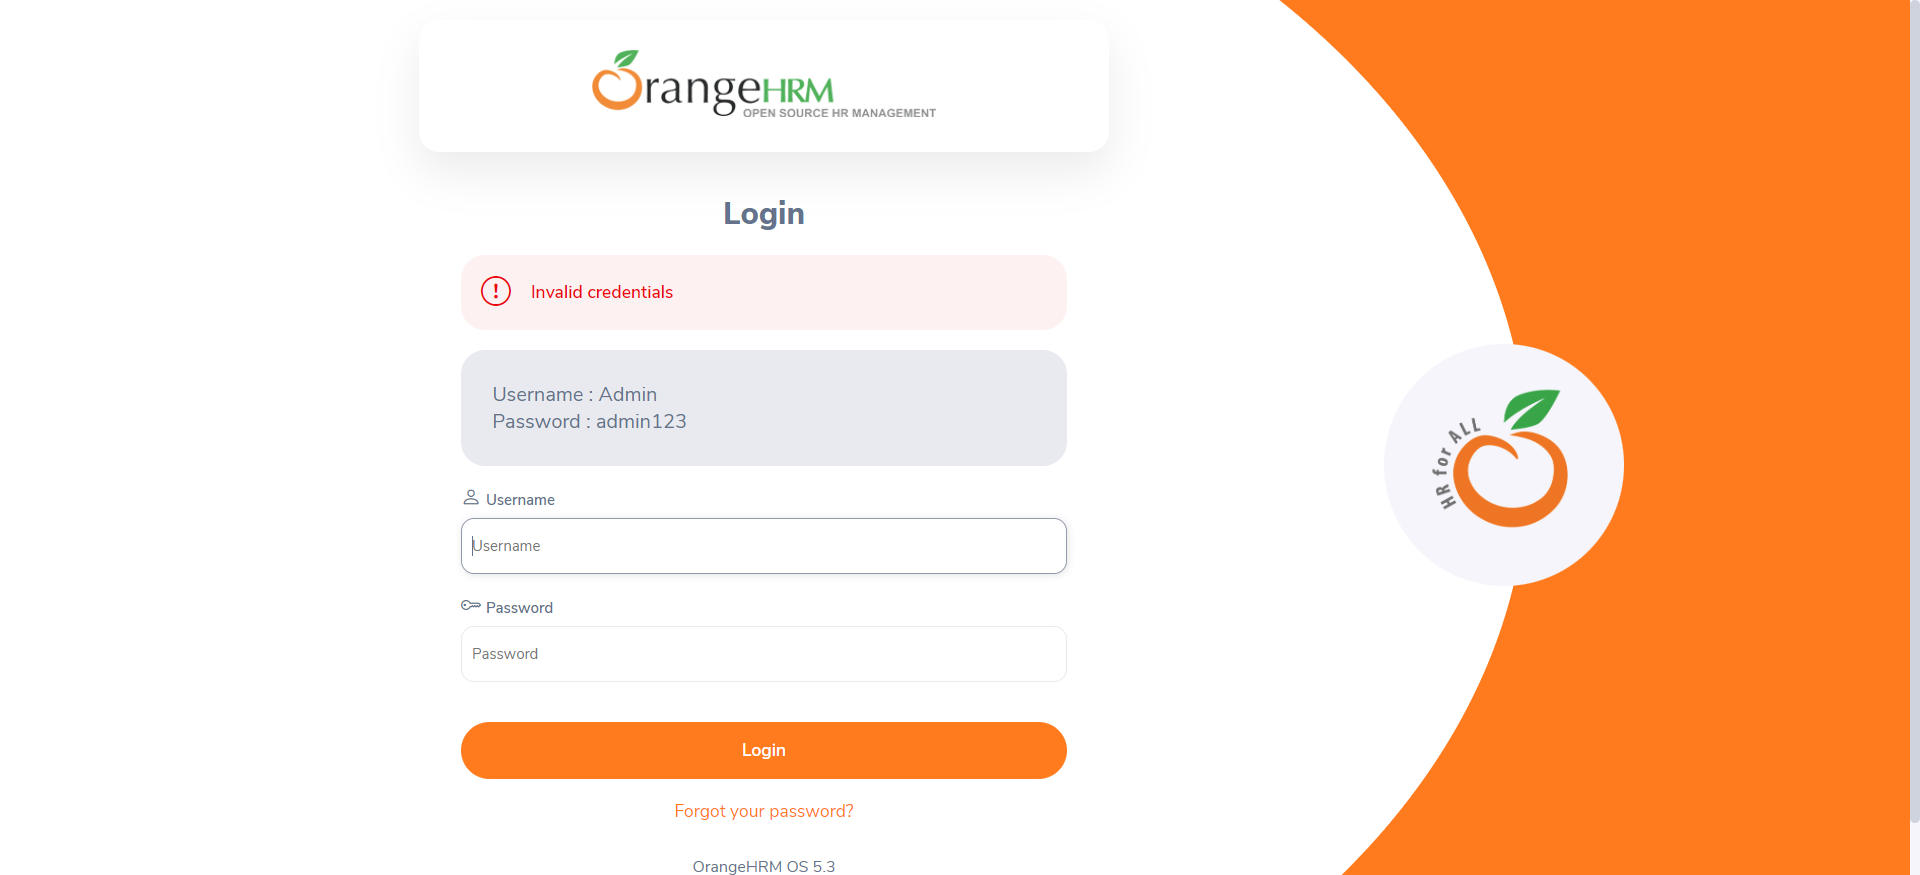 OrangeHRM
OPEN SOURCE HR MANAGEMENT
Login
! Invalid credentials
Username : Admin
Password : admin123
Username
Username
Password
Password
Login
Forgot your password?
OrangeHRM OS 5.3
HR for ALL